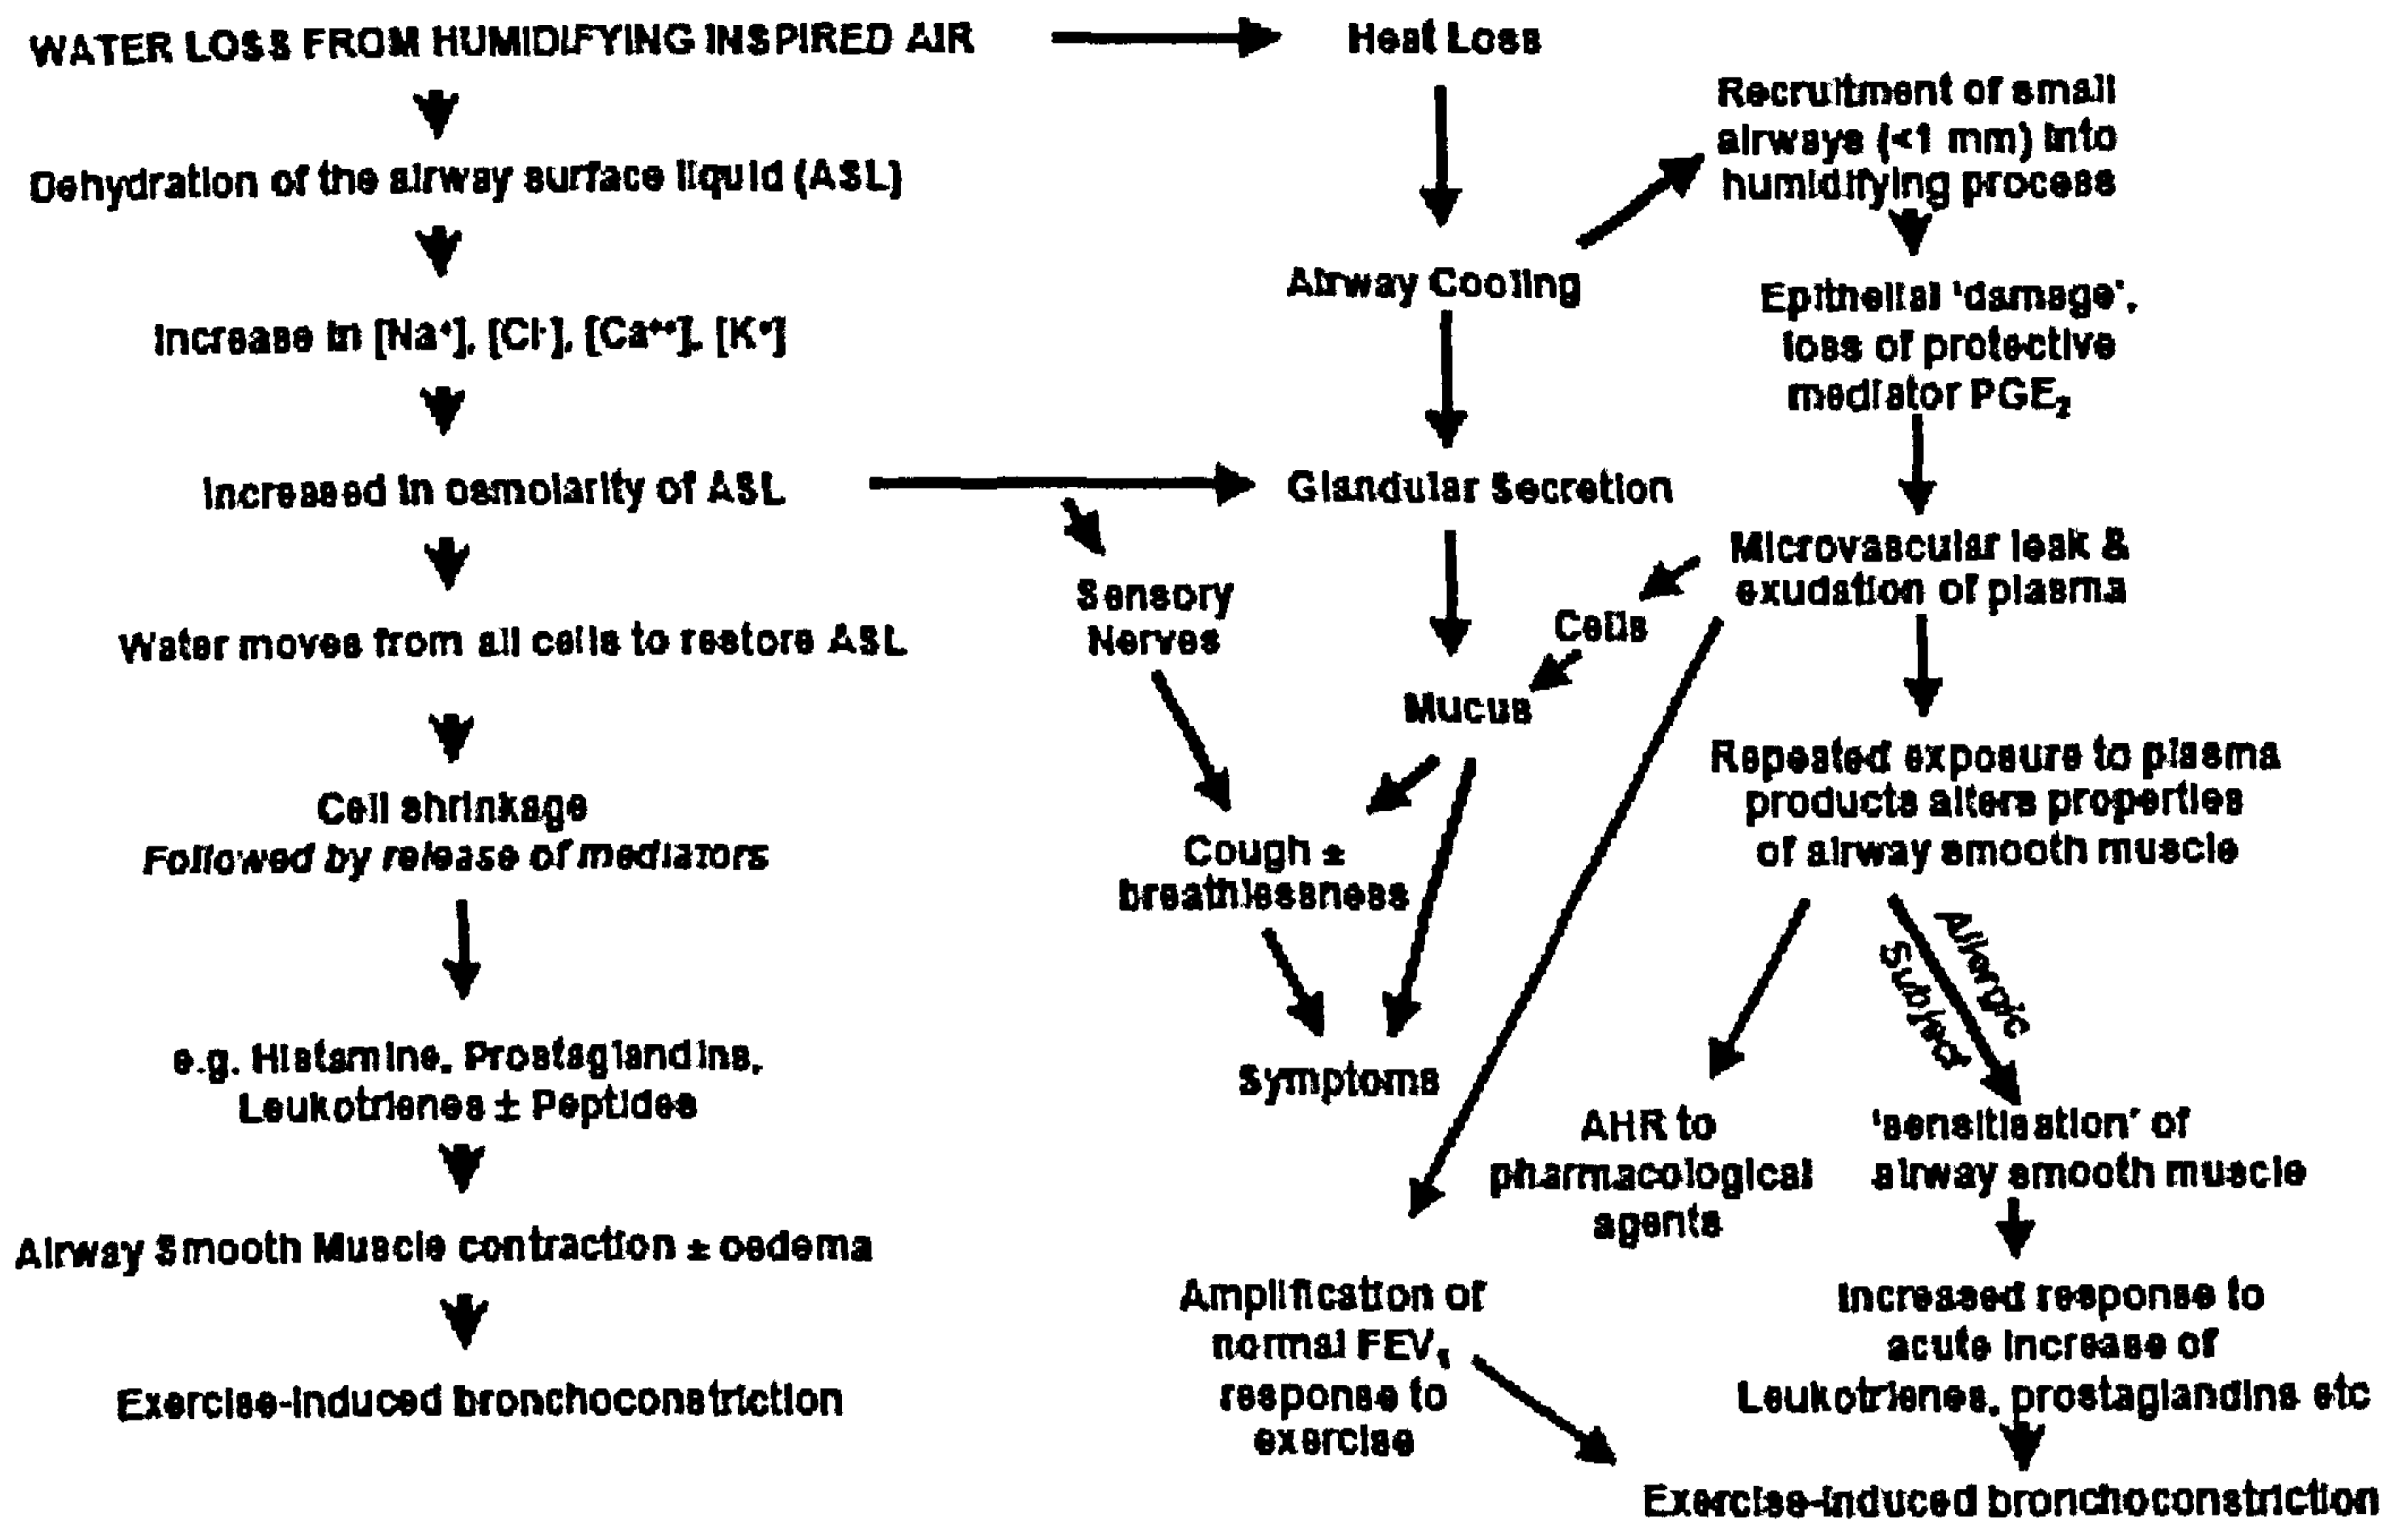 WATER LOSS FROM HUMIDIFYING INSPIRED AIR
Dehydration of the airway surface liquid (ASL)
Increase in [Na⁺], [Cl⁻], [Ca⁺⁺], [K⁺]
Increased in osmolarity of ASL
Water moves from all cells to restore ASL
Cell shrinkage
Followed by release of mediators
e.g. Histamine, Prostaglandins,
Leukotrienes ± Peptides
Airway Smooth Muscle contraction ± oedema
Exercise-induced bronchoconstriction
Heat Loss
Airway Cooling
Glandular Secretion
Sensory
Nerves
Cells
Mucus
Cough ±
breathlessness
Symptoms
Amplification of
normal FEV₁
response to
exercise
Recruitment of small
airways (<1 mm) into
humidifying process
Epithelial 'damage',
loss of protective
mediator PGE₂
Microvascular leak &
exudation of plasma
Repeated exposure to plasma
products alters properties
of airway smooth muscle
Allergic
Subject
AHR to
pharmacological
agents
'sensitisation' of
airway smooth muscle
Increased response to
acute increase of
Leukotrienes, prostaglandins etc
Exercise-induced bronchoconstriction